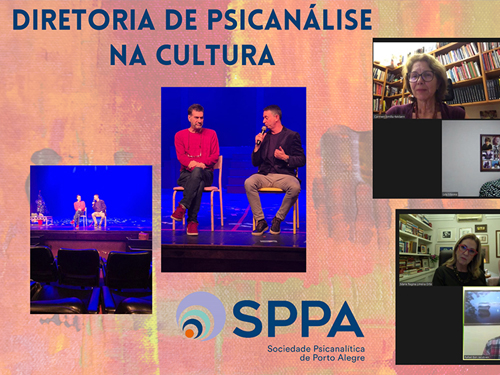 DIRETORIA DE PSICANÁLISE
NA CULTURA
SPPA
Sociedade Psicanalítica
de Porto Alegre